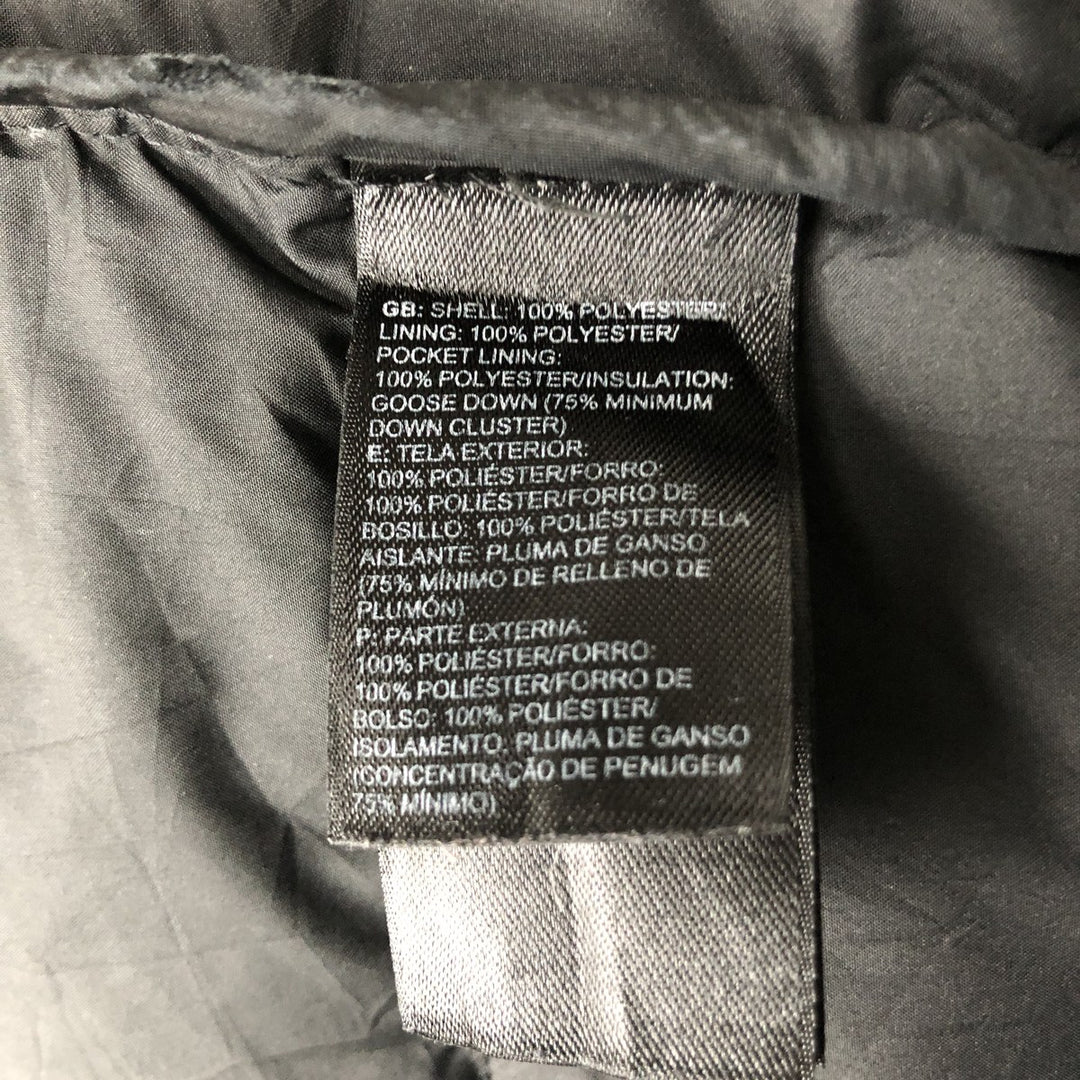 GB: SHELL: 100% POLYESTER/
LINING: 100% POLYESTER/
POCKET LINING:
100% POLYESTER/INSULATION:
GOOSE DOWN (75% MINIMUM
DOWN CLUSTER)
E: TELA EXTERIOR:
100% POLIÉSTER/FORRO:
100% POLIÉSTER/FORRO DE
BOSILLO: 100% POLIÉSTER/TELA
AISLANTE: PLUMA DE GANSO
(75% MÍNIMO DE RELLENO DE
PLUMÓN)
P: PARTE EXTERNA:
100% POLIÉSTER/FORRO:
100% POLIÉSTER/FORRO DE
BOLSO: 100% POLIÉSTER/
ISOLAMENTO: PLUMA DE GANSO
(CONCENTRAÇÃO DE PENUGEM
75% MÍNIMO)